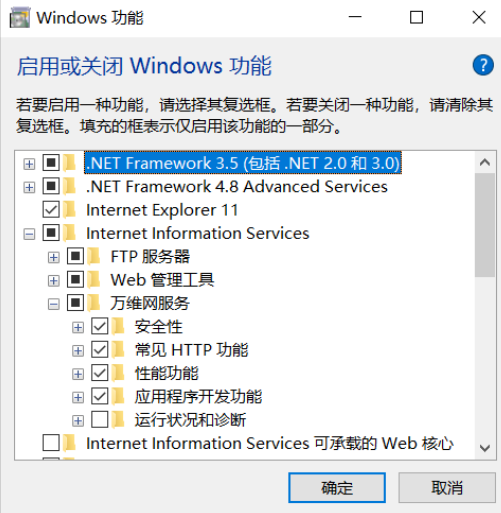 Windows 功能
启用或关闭 Windows 功能
?
若要启用一种功能，请选择其复选框。若要关闭一种功能，请清除其
复选框。填充的框表示仅启用该功能的一部分。
.NET Framework 3.5 (包括 .NET 2.0 和 3.0)
.NET Framework 4.8 Advanced Services
Internet Explorer 11
Internet Information Services
FTP 服务器
Web 管理工具
万维网服务
安全性
常见 HTTP 功能
性能功能
应用程序开发功能
运行状况和诊断
Internet Information Services 可承载的 Web 核心
确定
取消